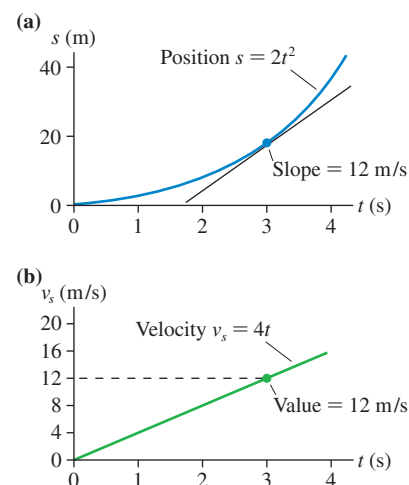 (a)
s (m)
40
Position s = 2t²
20
Slope = 12 m/s
0
t (s)
0 1 2 3 4
(b)
vₛ (m/s)
20
Velocity vₛ = 4t
16
12
8
Value = 12 m/s
4
0
t (s)
0 1 2 3 4